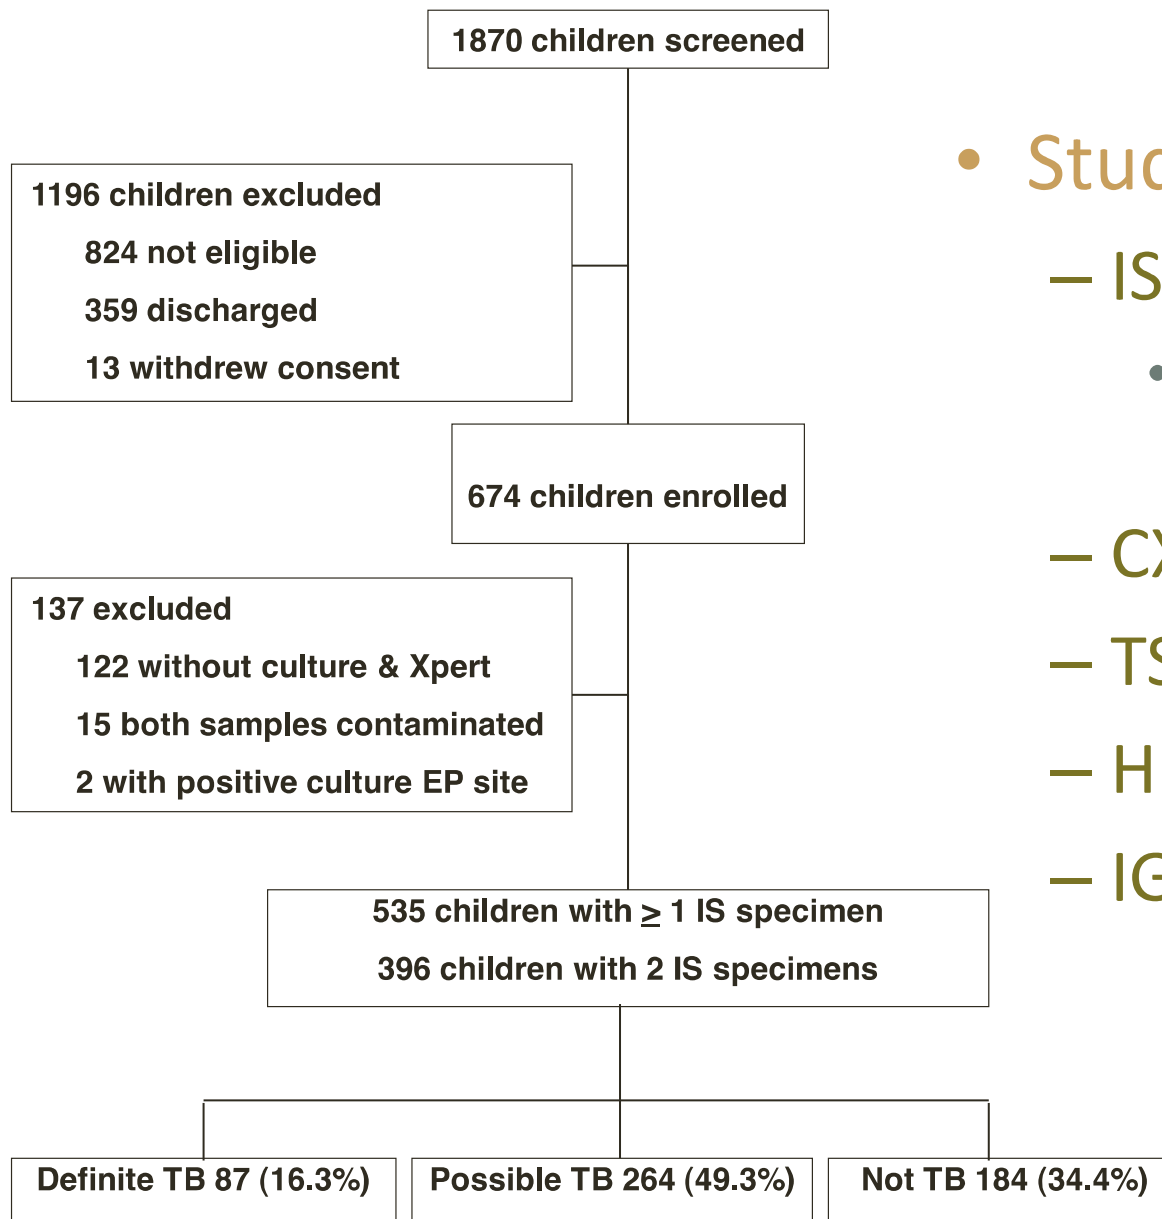 1870 children screened
1196 children excluded
824 not eligible
359 discharged
13 withdrew consent
674 children enrolled
137 excluded
122 without culture & Xpert
15 both samples contaminated
2 with positive culture EP site
535 children with ≥ 1 IS specimen
396 children with 2 IS specimens
Definite TB 87 (16.3%)
Possible TB 264 (49.3%)
Not TB 184 (34.4%)
– IS